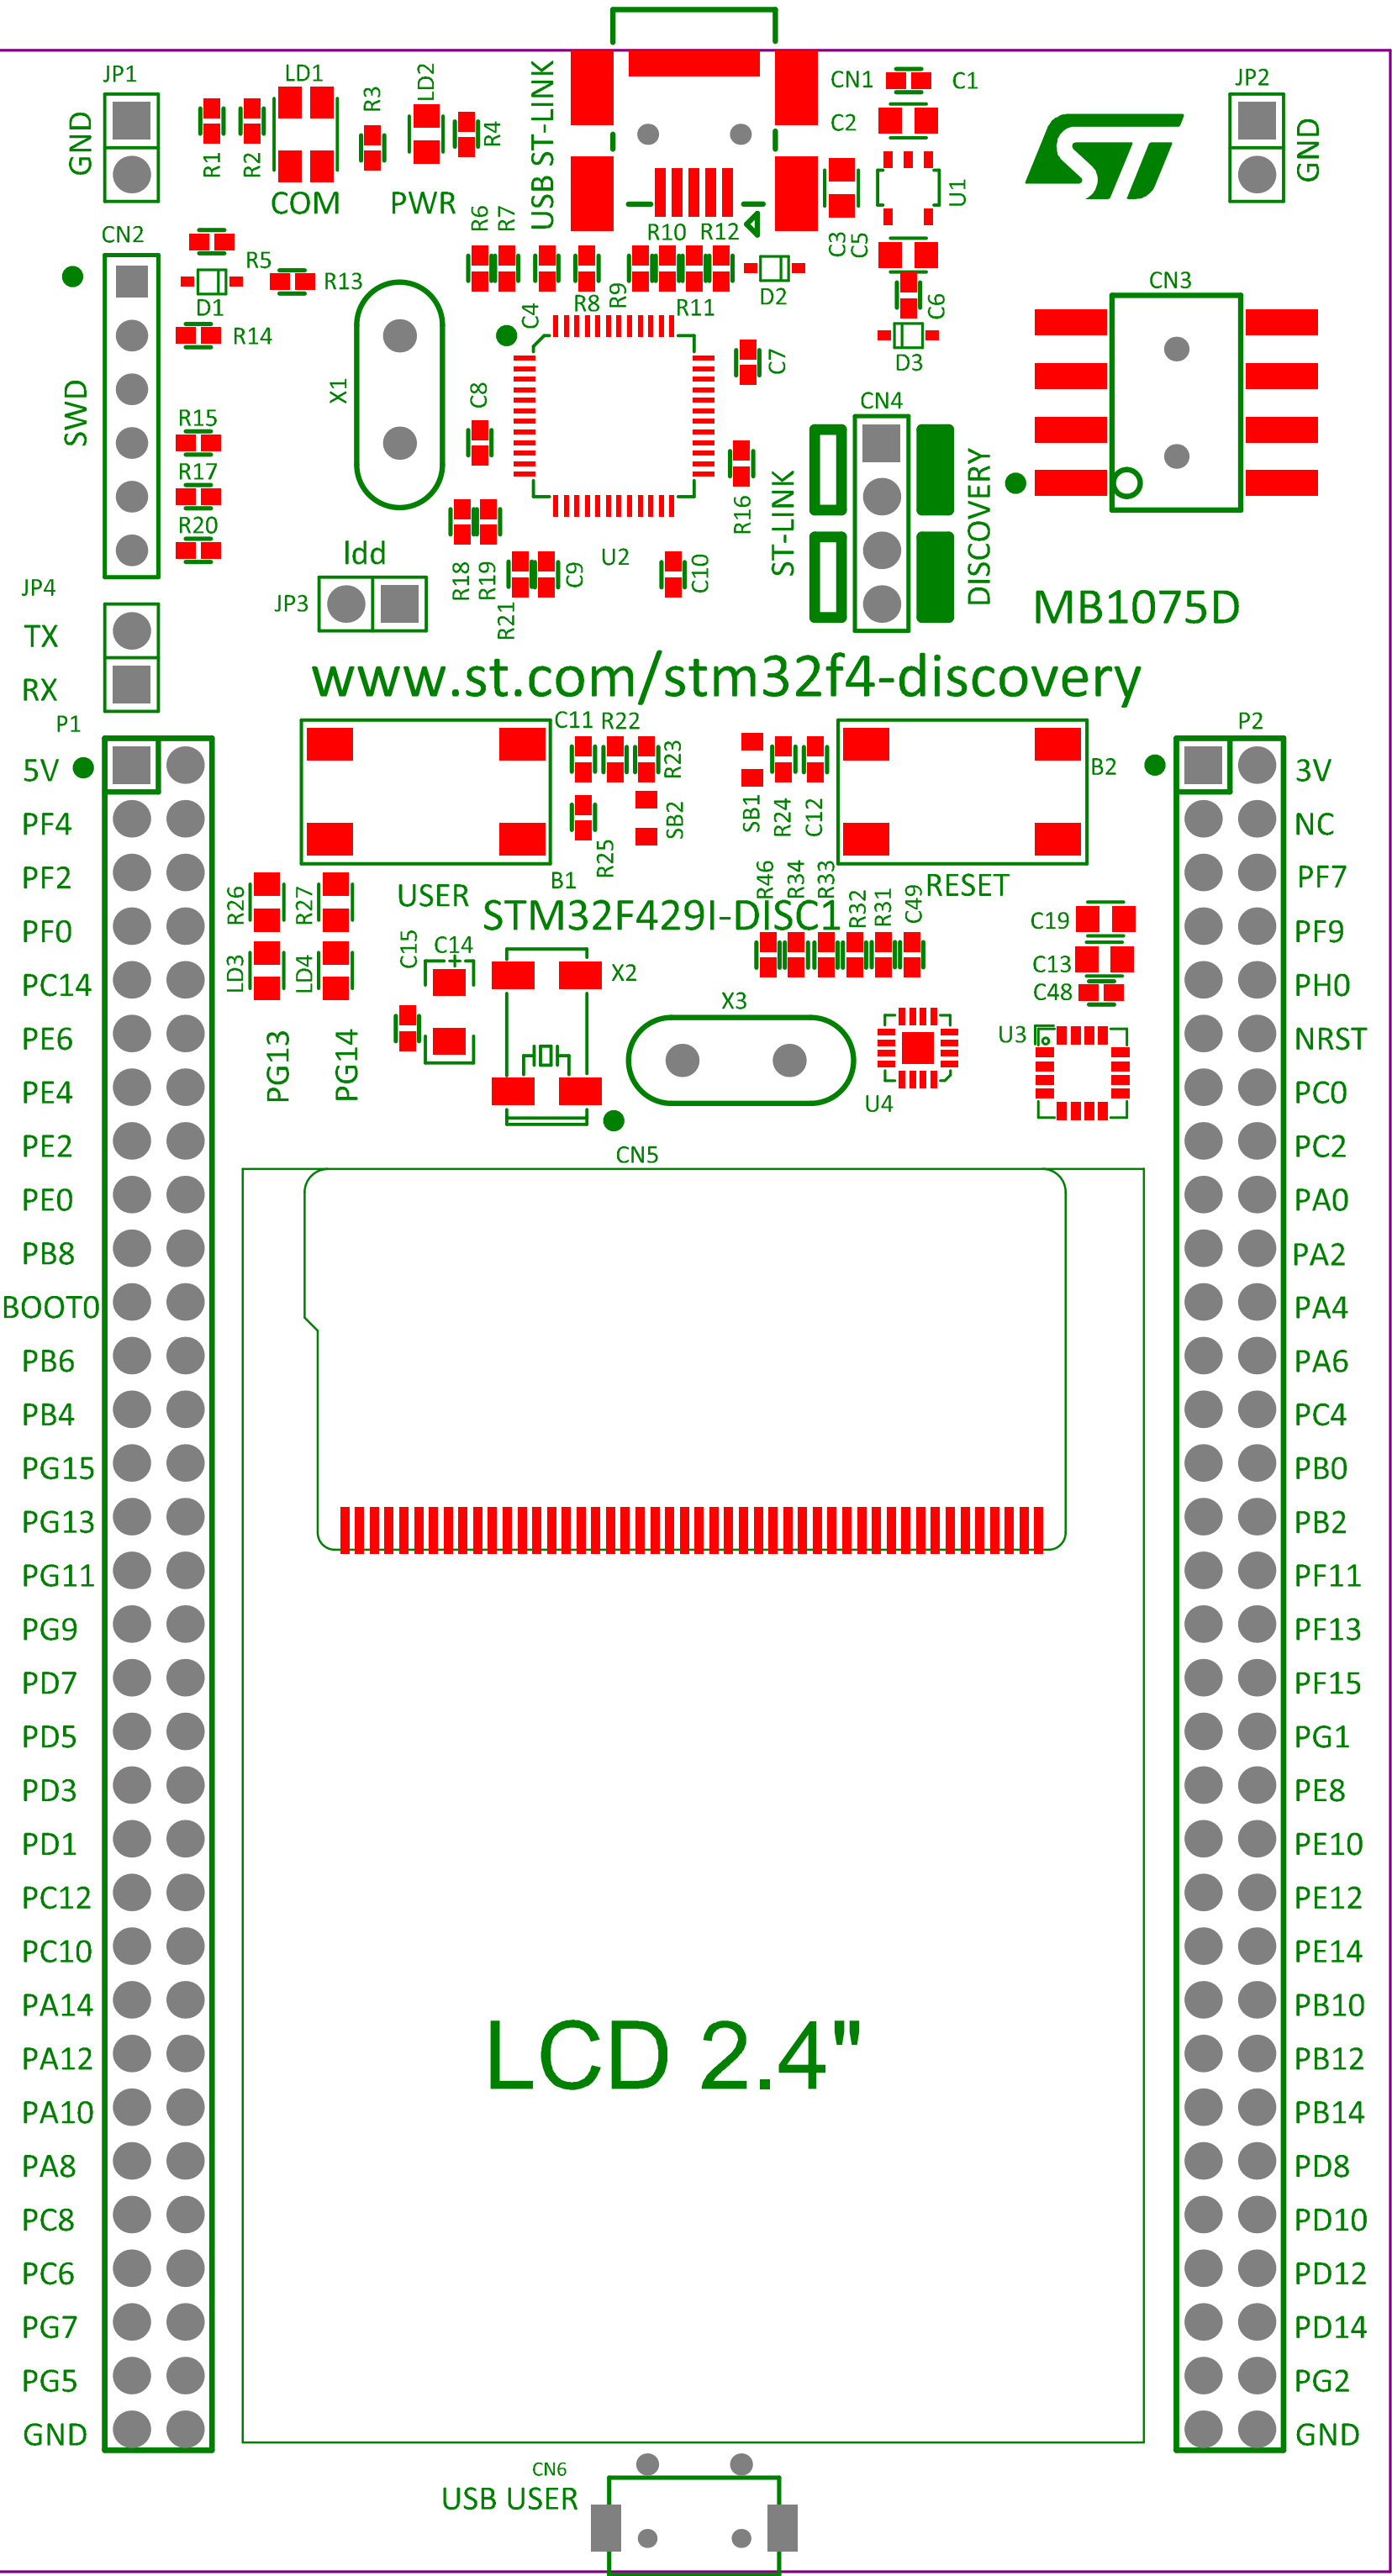 JP1
LD1
R3
LD2
USB ST-LINK
CN1
C1
JP2
GND
R1
R2
R4
C2
GND
COM
PWR
U1
ST
CN2
R6
R7
R10
R12
C3
C5
R5
R13
D1
C4
R8
R9
R11
D2
C6
CN3
R14
X1
C7
D3
SWD
C8
CN4
R15
R17
R16
ST-LINK
DISCOVERY
R20
Idd
R18
R19
R21
C9
U2
C10
JP4
JP3
MB1075D
TX
RX
www.st.com/stm32f4-discovery
P1
C11
R22
P2
5V
R23
B2
3V
PF4
SB2
SB1
R24
C12
NC
R25
PF2
B1
R46
R34
R33
RESET
PF7
R26
R27
USER
STM32F429I-DISC1
R32
R31
C49
PF0
C15
C14
C19
PF9
LD3
LD4
X2
C13
PC14
X3
C48
PH0
PE6
PG13
PG14
U3
NRST
PE4
U4
PC0
PE2
CN5
PC2
PE0
PA0
PB8
PA2
BOOT0
PA4
PB6
PA6
PB4
PC4
PG15
PB0
PG13
PB2
PG11
PF11
PG9
PF13
PD7
PF15
PD5
PG1
PD3
PE8
PD1
PE10
PC12
PE12
PC10
PE14
PA14
PB10
PA12
LCD 2.4"
PB12
PA10
PB14
PA8
PD8
PC8
PD10
PC6
PD12
PG7
PD14
PG5
PG2
GND
GND
CN6
USB USER